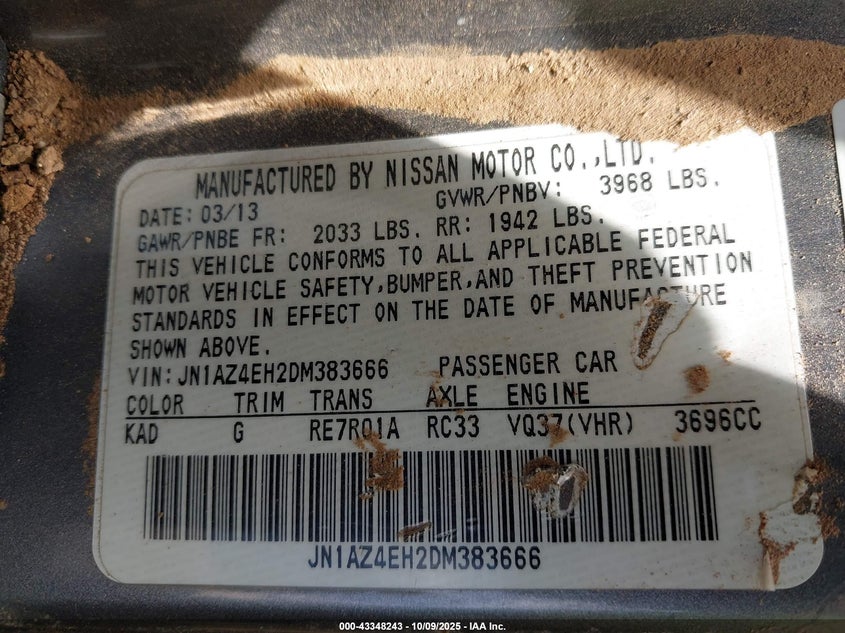 MANUFACTURED BY NISSAN MOTOR CO.,LTD.
DATE: 03/13 GVWR/PNBV: 3968 LBS.
GAWR/PNBE FR: 2033 LBS. RR: 1942 LBS.
THIS VEHICLE CONFORMS TO ALL APPLICABLE FEDERAL
MOTOR VEHICLE SAFETY,BUMPER,AND THEFT PREVENTION
STANDARDS IN EFFECT ON THE DATE OF MANUFACTURE
SHOWN ABOVE.
VIN: JN1AZ4EH2DM383666 PASSENGER CAR
COLOR TRIM TRANS AXLE ENGINE
KAD G RE7R01A RC33 VQ37(VHR) 3696CC
JN1AZ4EH2DM383666
000-43348243 - 10/09/2025 - IAA Inc.